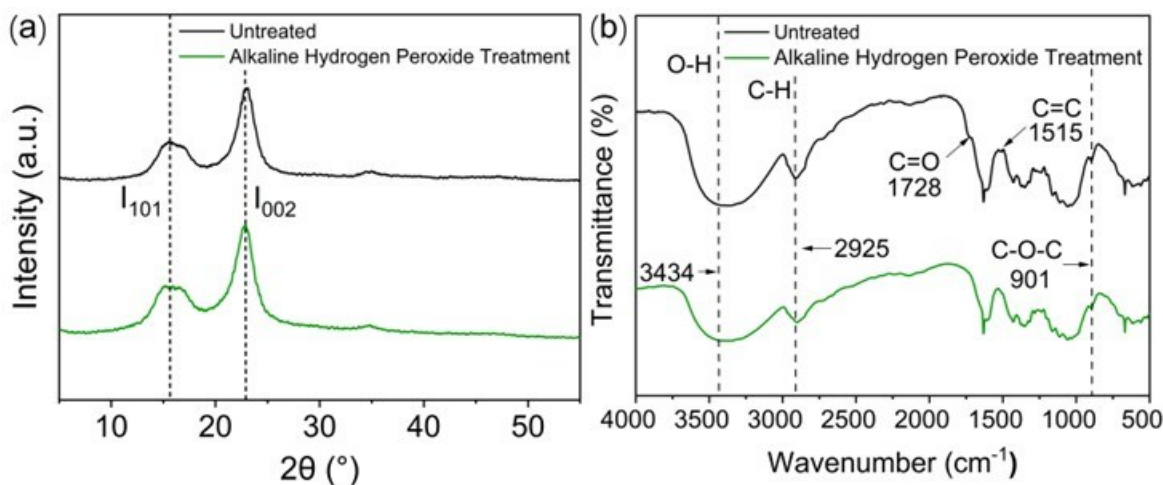 (a)
Untreated
Alkaline Hydrogen Peroxide Treatment
I101
I002
Intensity (a.u.)
10 20 30 40 50
2θ (°)
(b)
Untreated
Alkaline Hydrogen Peroxide Treatment
O-H
C-H
C=C
1515
C=O
1728
2925
3434
C-O-C
901
Transmittance (%)
4000 3500 3000 2500 2000 1500 1000 500
Wavenumber (cm-1)